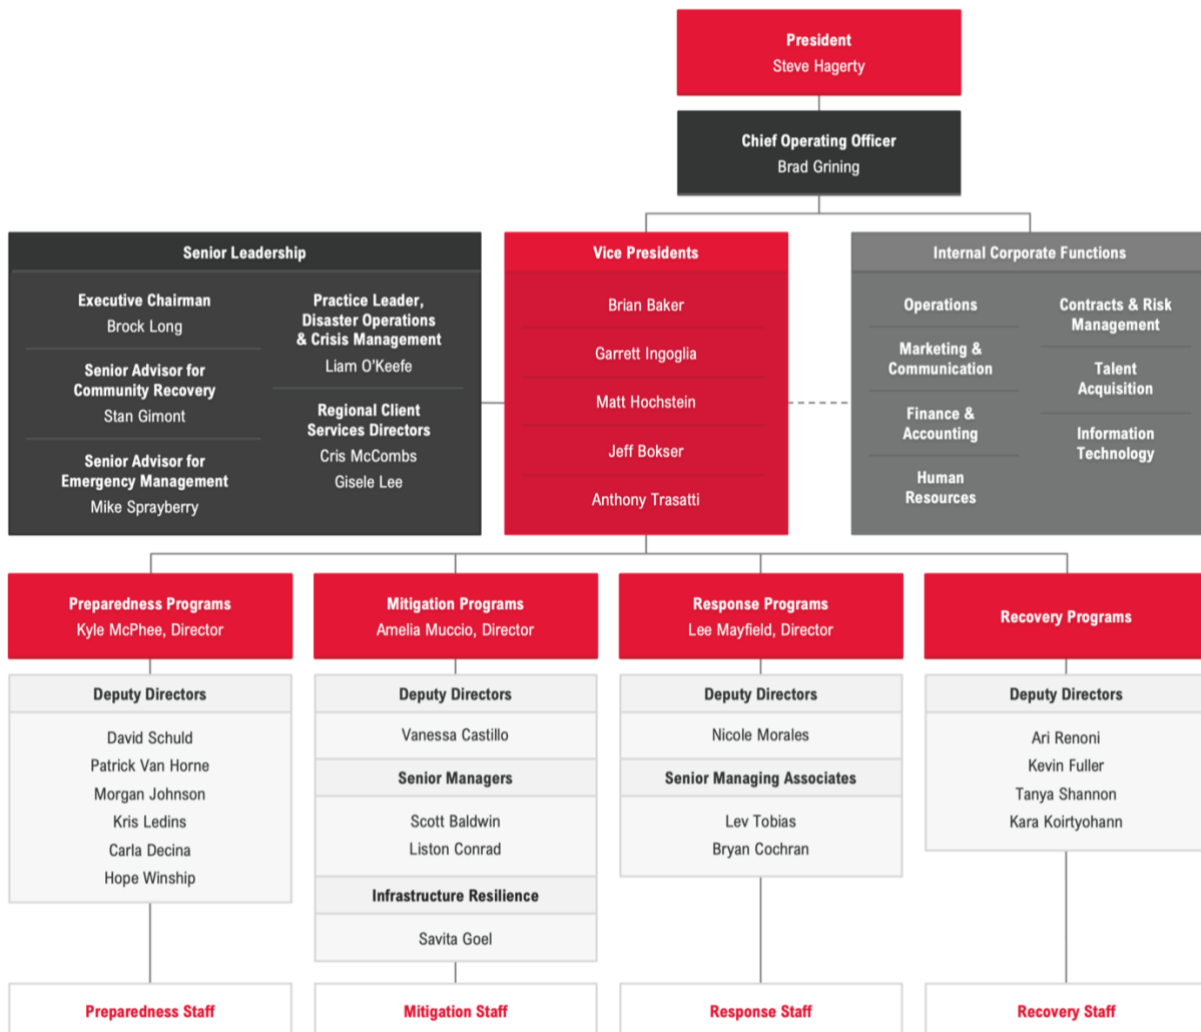 President
Steve Hagerty
Chief Operating Officer
Brad Grining
Senior Leadership
Executive Chairman
Brock Long
Senior Advisor for
Community Recovery
Stan Gimont
Senior Advisor for
Emergency Management
Mike Sprayberry
Practice Leader,
Disaster Operations
& Crisis Management
Liam O'Keefe
Regional Client
Services Directors
Cris McCombs
Gisele Lee
Vice Presidents
Brian Baker
Garrett Ingoglia
Matt Hochstein
Jeff Bokser
Anthony Trasatti
Internal Corporate Functions
Operations
Marketing &
Communication
Finance &
Accounting
Human
Resources
Contracts & Risk
Management
Talent
Acquisition
Information
Technology
Preparedness Programs
Kyle McPhee, Director
Deputy Directors
David Schuld
Patrick Van Horne
Morgan Johnson
Kris Ledins
Carla Decina
Hope Winship
Preparedness Staff
Mitigation Programs
Amelia Muccio, Director
Deputy Directors
Vanessa Castillo
Senior Managers
Scott Baldwin
Liston Conrad
Infrastructure Resilience
Savita Goel
Mitigation Staff
Response Programs
Lee Mayfield, Director
Deputy Directors
Nicole Morales
Senior Managing Associates
Lev Tobias
Bryan Cochran
Response Staff
Recovery Programs
Deputy Directors
Ari Renoni
Kevin Fuller
Tanya Shannon
Kara Koirtyohann
Recovery Staff